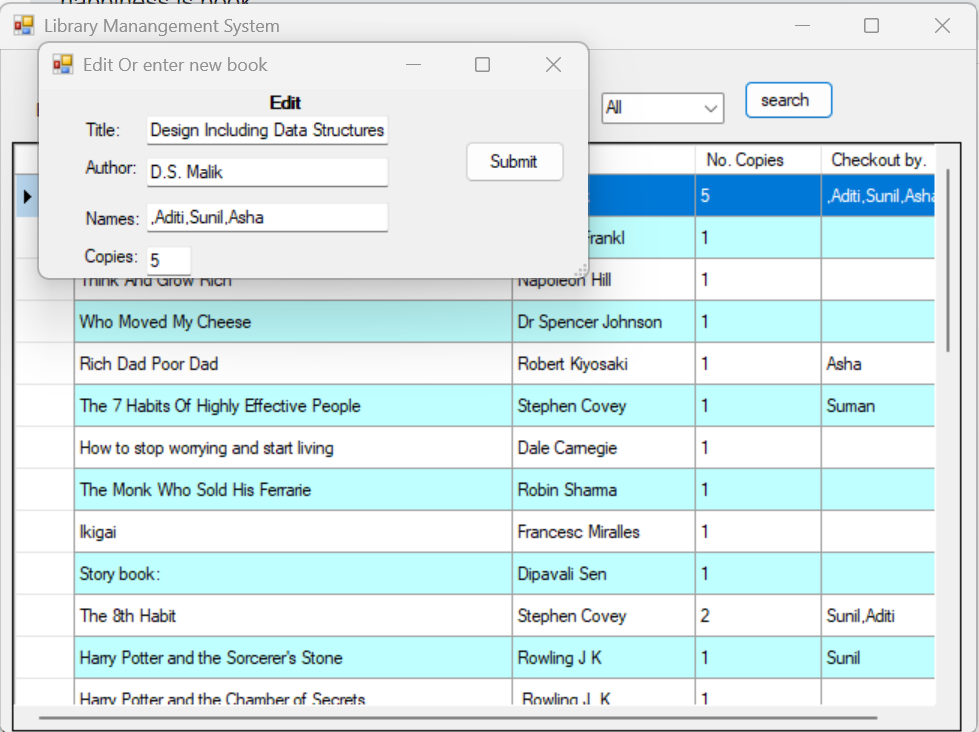 happiness is book
Library Manangement System
Edit Or enter new book
Edit
Title: Design Including Data Structures
Author: D.S. Malik
Names: ,Aditi,Sunil,Asha
Copies: 5
Submit
All
search
No. Copies Checkout by.
5 ,Aditi,Sunil,Asha
Frankl 1
Think And Grow Rich Napoleon Hill 1
Who Moved My Cheese Dr Spencer Johnson 1
Rich Dad Poor Dad Robert Kiyosaki 1 Asha
The 7 Habits Of Highly Effective People Stephen Covey 1 Suman
How to stop worrying and start living Dale Carnegie 1
The Monk Who Sold His Ferrarie Robin Sharma 1
Ikigai Francesc Miralles 1
Story book: Dipavali Sen 1
The 8th Habit Stephen Covey 2 Sunil,Aditi
Harry Potter and the Sorcerer's Stone Rowling J K 1 Sunil
Harry Potter and the Chamber of Secrets Rowling J. K 1